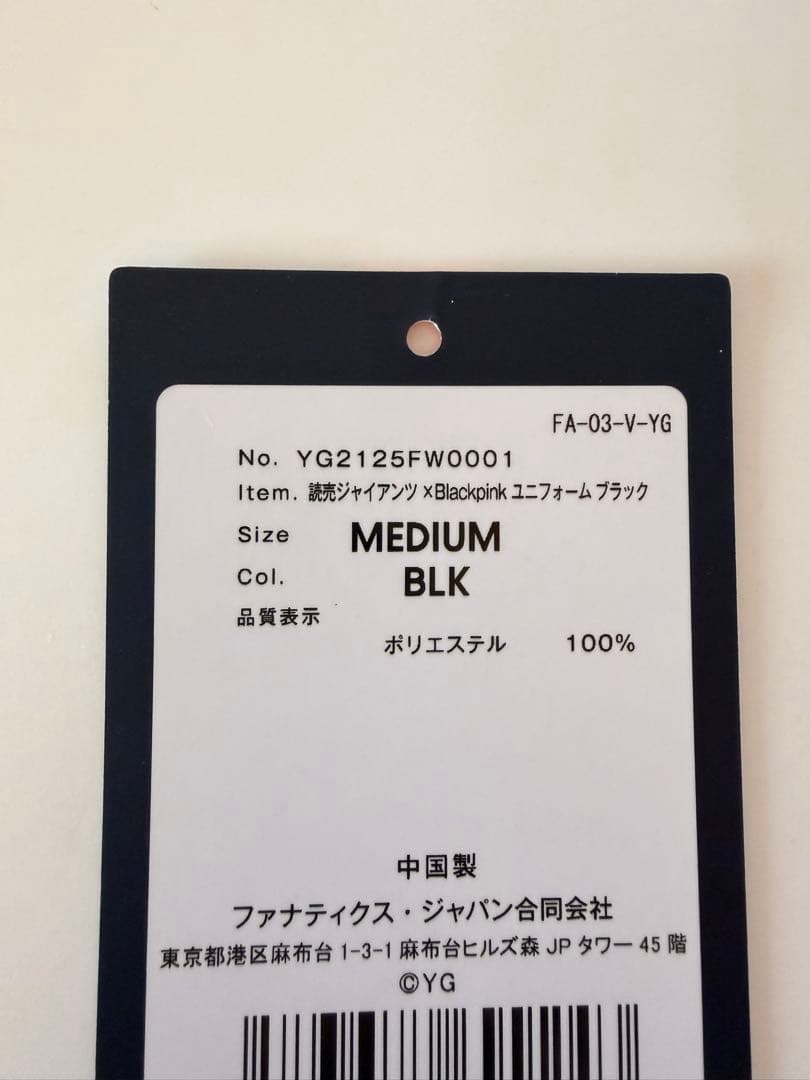 FA-03-V-YG
No. YG2125FW0001
Item. 読売ジャイアンツ×Blackpink ユニフォーム ブラック
Size MEDIUM
Col. BLK
品質表示
ポリエステル 100%
中国製
ファナティクス・ジャパン合同会社
東京都港区麻布台 1-3-1 麻布台ヒルズ森 JP タワー 45 階
©YG